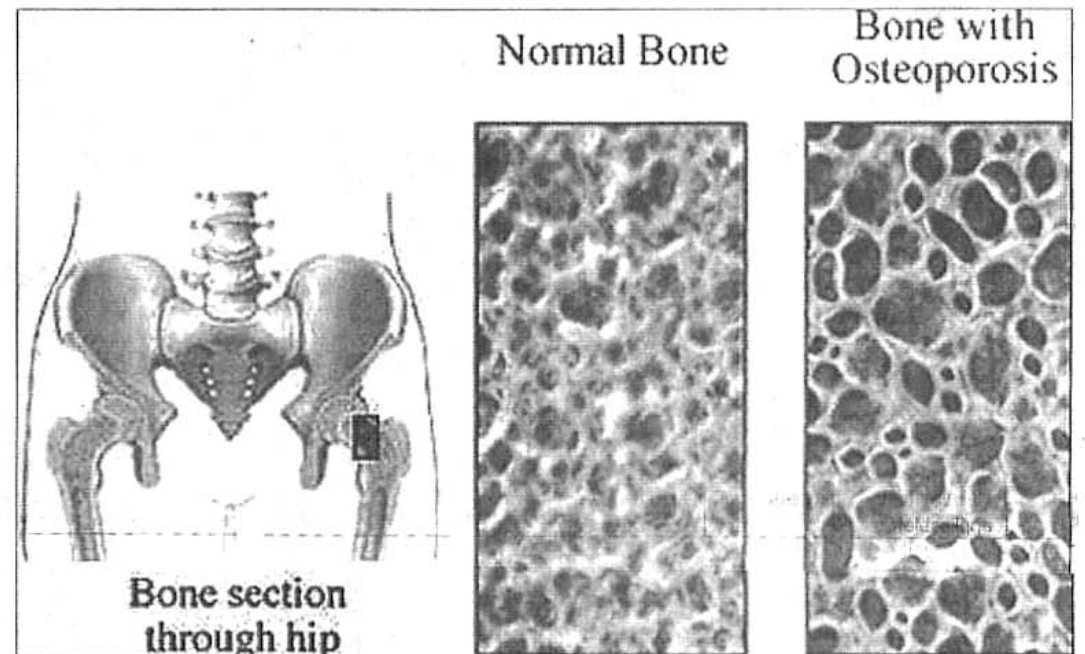 Normal Bone
Bone with
Osteoporosis
Bone section
through hip